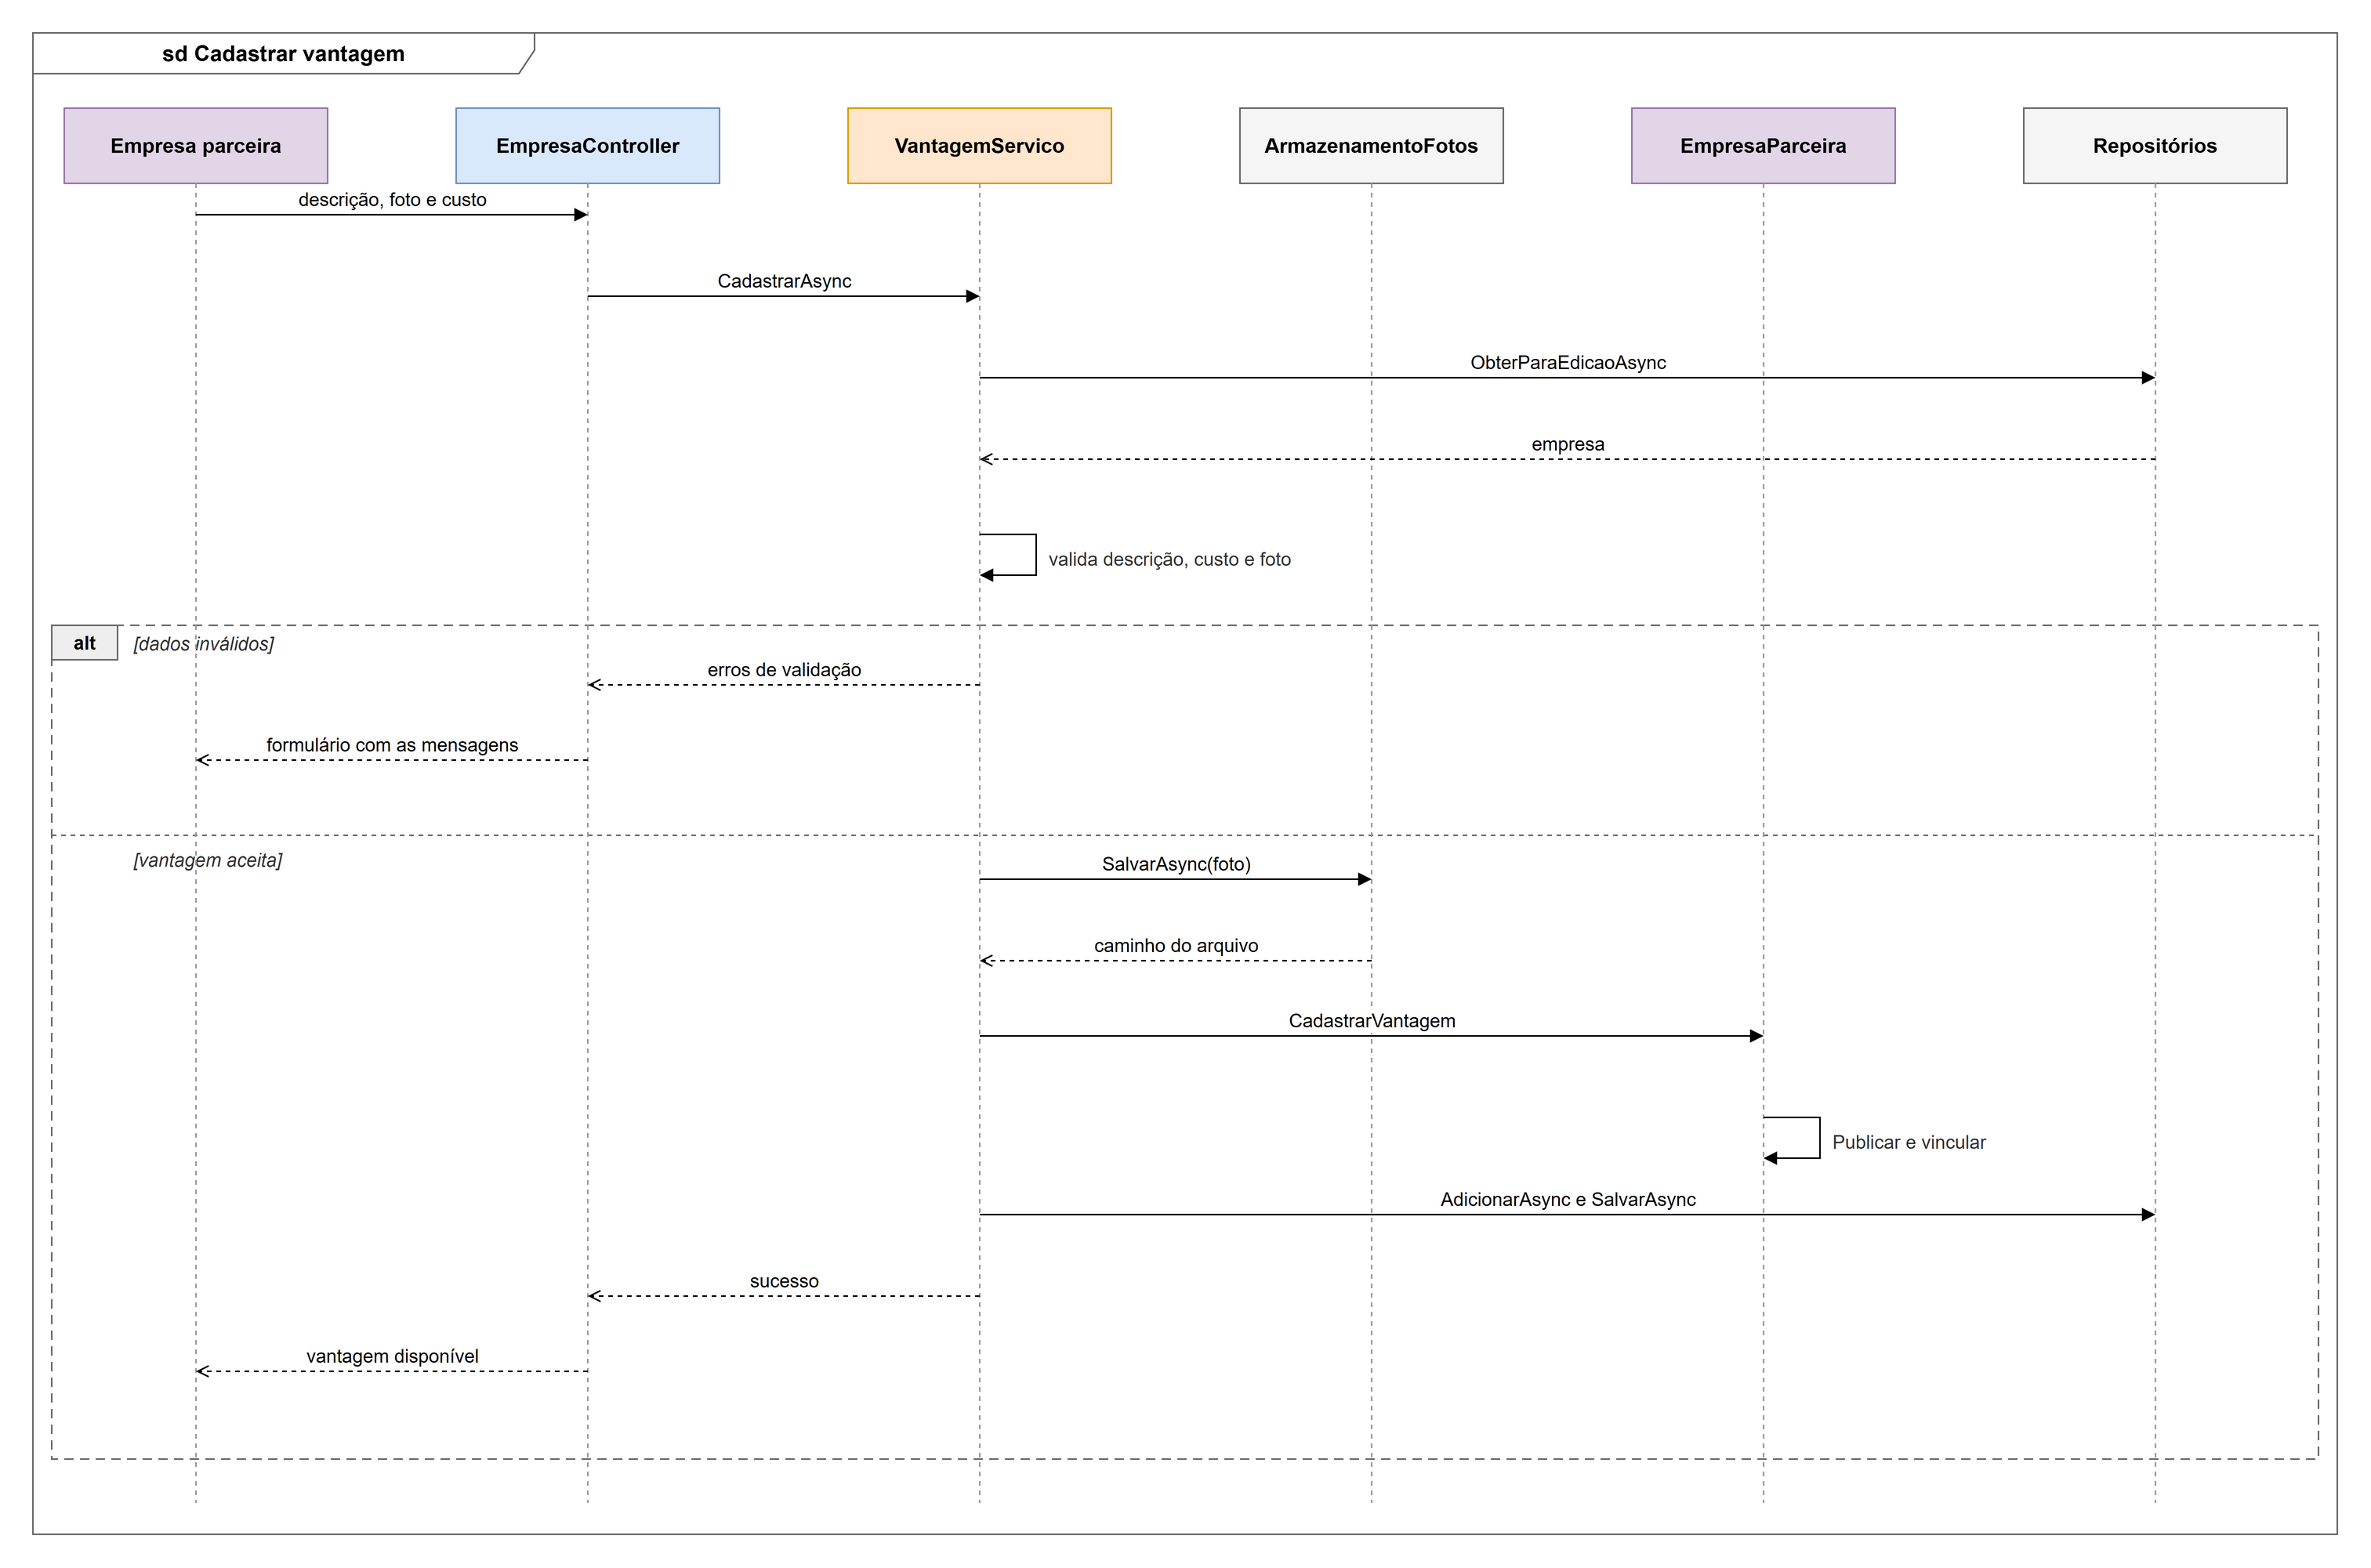 sd Cadastrar vantagem
Empresa parceira
EmpresaController
VantagemServico
ArmazenamentoFotos
EmpresaParceira
Repositórios
descrição, foto e custo
CadastrarAsync
ObterParaEdicaoAsync
empresa
valida descrição, custo e foto
alt
[dados inválidos]
erros de validação
formulário com as mensagens
[vantagem aceita]
SalvarAsync(foto)
caminho do arquivo
CadastrarVantagem
Publicar e vincular
AdicionarAsync e SalvarAsync
sucesso
vantagem disponível